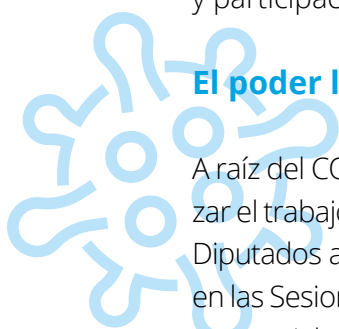 y participac
El poder l
A raíz del CO
zar el trabajo
Diputados a
en las Sesion